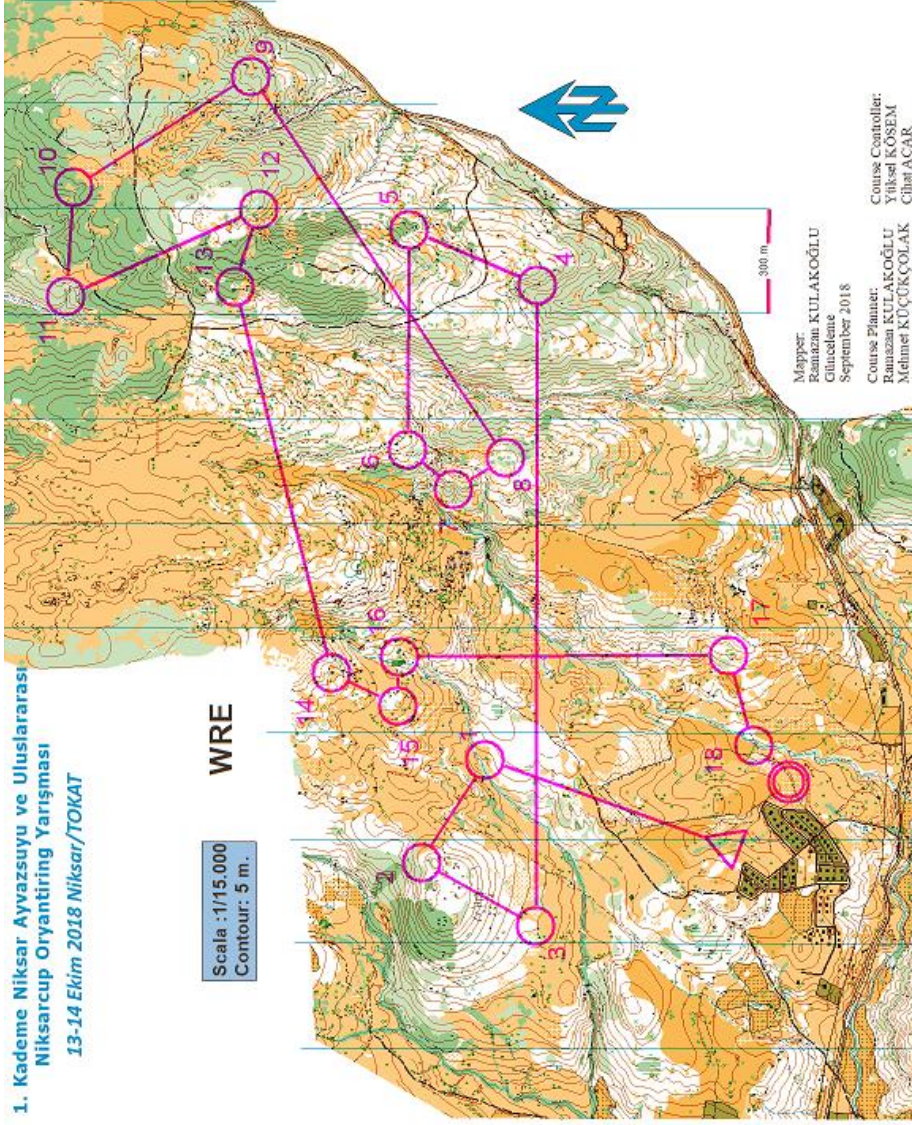 1. Kademe Niksar Ayvazsuyu ve Uluslararası
Niksarcup Oryantiring Yarışması
13-14 Ekim 2018 Niksar/TOKAT
WRE
Scala :1/15.000
Contour: 5 m.
1
2
3
4
5
6
7
8
9
10
11
12
13
14
15
16
17
18
300 m
Mapper:
Ramazan KULAKOĞLU
Günceleme
September 2018
Course Planner:
Ramazan KULAKOĞLU
Mehmet KÜÇÜKÇOLAK
Course Controller:
Yüksel KÖSEM
Cihat ACAR